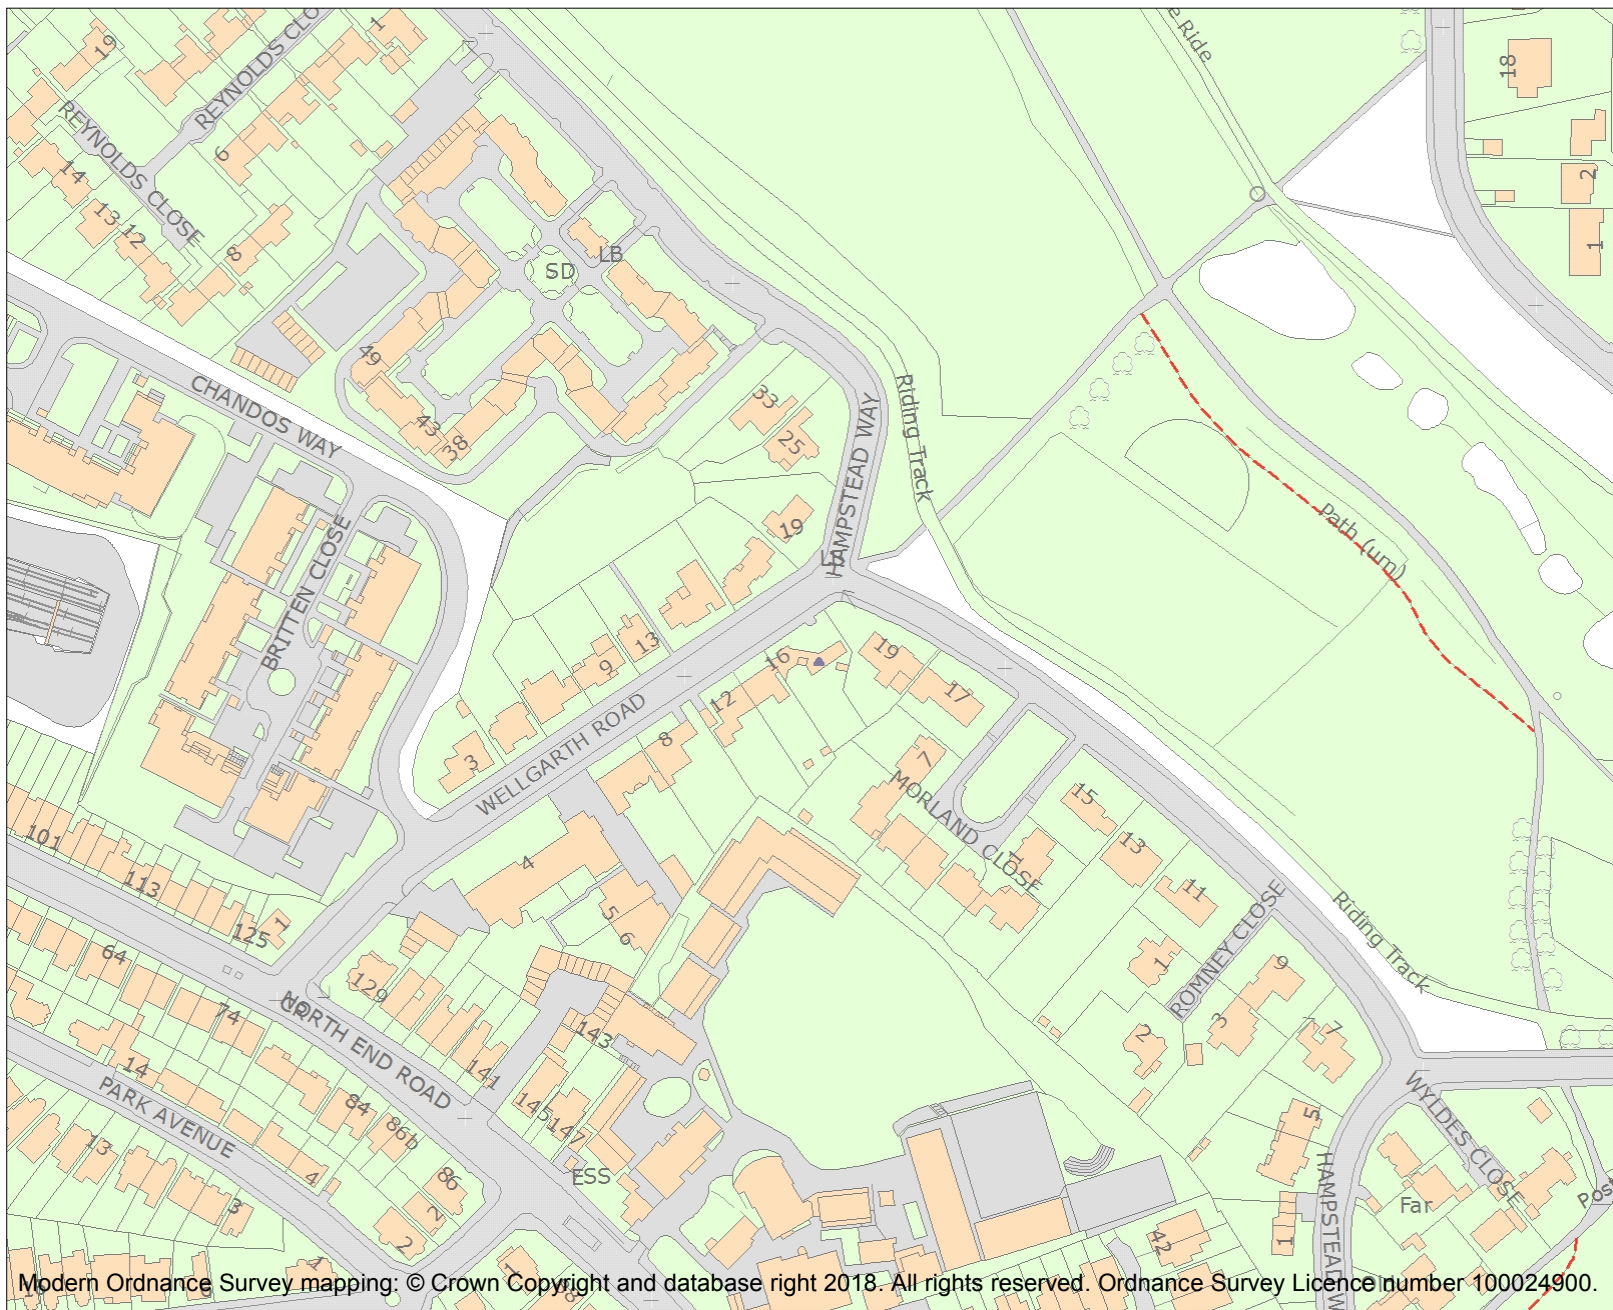 REYNOLDS CLO
1
19
e Ride
18
REYNOLDS CLOSE
6
14
2
13
12
8
LB
SD
1
49
CHANDOS WAY
33
Riding Track
43
38
25
HAMPSTEAD WAY
19
Path (um)
BRITTEN CLOSE
16
13
9
19
17
12
WELLGARTH ROAD
8
3
7
MORLAND CLOSE
15
1
13
101
4
113
11
1
125
5
6
ROMNEY CLOSE
Riding Track
64
1
9
129
74
NORTH END ROAD
3
7
143
2
14
141
PARK AVENUE
84
145
147
86b
WYLDES CLOSE
5
13
4
ESS
HAMPSTEAD W
86
3
2
Far
Post
2
42
1
1
Modern Ordnance Survey mapping: © Crown Copyright and database right 2018. All rights reserved. Ordnance Survey Licence number 100024900.